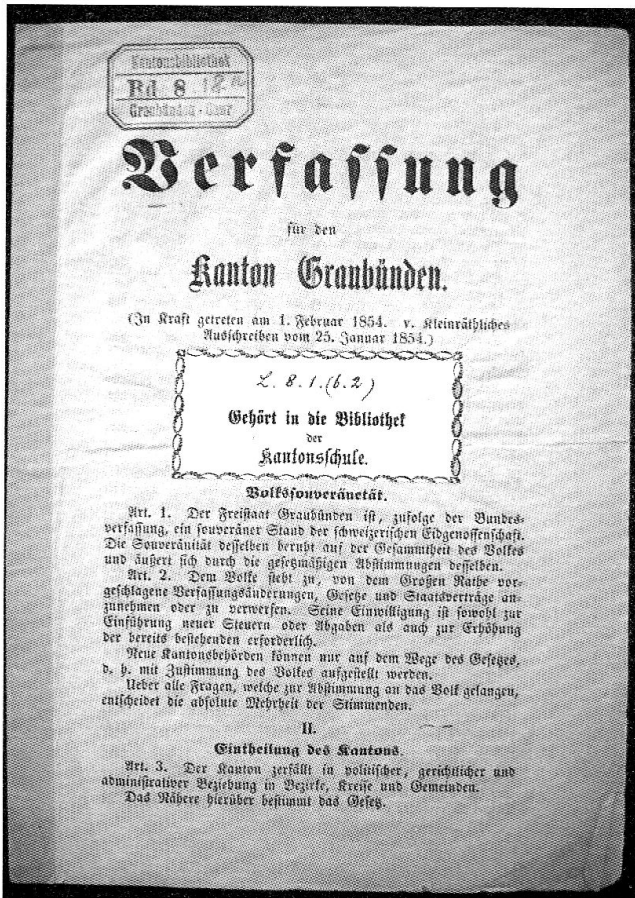 Kantonsbibliothek
Bd 8 18a
Graubünden - Chur
Verfassung
für den
Kanton Graubünden.
(In Kraft getreten am 1. Februar 1854. v. Kleinräthliches
Ausschreiben vom 25. Januar 1854.)
L. 8. 1. (b. 2)
Gehört in die Bibliothek
der
Kantonsschule.
Volkssouveränetät.
Art. 1. Der Freistaat Graubünden ist, zufolge der Bundes-
verfassung, ein souveräner Stand der schweizerischen Eidgenossenschaft.
Die Souveränität desselben beruht auf der Gesammtheit des Volkes
und äußert sich durch die gesetzmäßigen Abstimmungen desselben.
Art. 2. Dem Volke steht zu, von dem Großen Rathe vor-
geschlagene Verfassungsänderungen, Gesetze und Staatsverträge an-
zunehmen oder zu verwerfen. Seine Einwilligung ist sowohl zur
Einführung neuer Steuern oder Abgaben als auch zur Erhöhung
der bereits bestehenden erforderlich.
Neue Kantonsbehörden können nur auf dem Wege des Gesetzes,
d. h. mit Zustimmung des Volkes aufgestellt werden.
Ueber alle Fragen, welche zur Abstimmung an das Volk gelangen,
entscheidet die absolute Mehrheit der Stimmenden.
II.
Eintheilung des Kantons.
Art. 3. Der Kanton zerfällt in politischer, gerichtlicher und
administrativer Beziehung in Bezirke, Kreise und Gemeinden.
Das Nähere hierüber bestimmt das Gesetz.